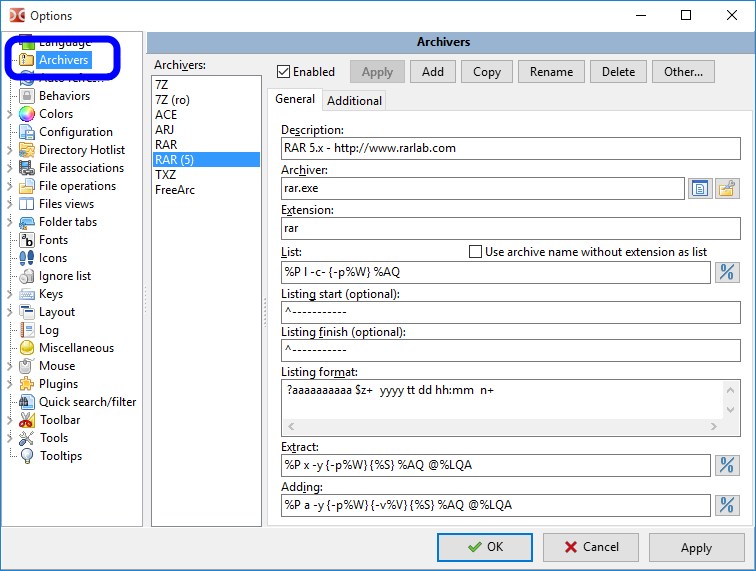 Options
Language
Archivers
Auto refresh
Behaviors
Colors
Configuration
Directory Hotlist
File associations
File operations
Files views
Folder tabs
Fonts
Icons
Ignore list
Keys
Layout
Log
Miscellaneous
Mouse
Plugins
Quick search/filter
Toolbar
Tools
Tooltips
Archivers
Archivers:
7Z
7Z (ro)
ACE
ARJ
RAR
RAR (5)
TXZ
FreeArc
Enabled Apply Add Copy Rename Delete Other...
General Additional
Description:
RAR 5.x - http://www.rarlab.com
Archiver:
rar.exe
Extension:
rar
List: Use archive name without extension as list
%P l -c- {-p%W} %AQ
Listing start (optional):
^-----------
Listing finish (optional):
^-----------
Listing format:
?aaaaaaaaaa $z+  yyyy tt dd hh:mm  n+
Extract:
%P x -y {-p%W} {%S} %AQ @%LQA
Adding:
%P a -y {-p%W} {-v%V} {%S} %AQ @%LQA
OK Cancel Apply